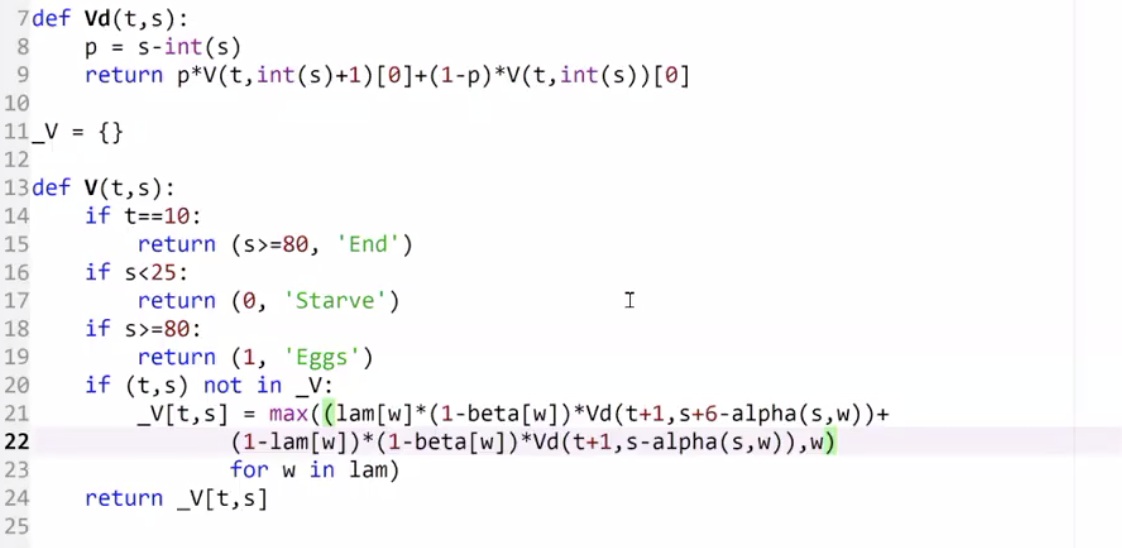 7 def Vd(t,s):
8     p = s-int(s)
9     return p*V(t,int(s)+1)[0]+(1-p)*V(t,int(s))[0]
10
11 _V = {}
12
13 def V(t,s):
14     if t==10:
15         return (s>=80, 'End')
16     if s<25:
17         return (0, 'Starve')
18     if s>=80:
19         return (1, 'Eggs')
20     if (t,s) not in _V:
21         _V[t,s] = max((lam[w]*(1-beta[w])*Vd(t+1,s+6-alpha(s,w))+
22                (1-lam[w])*(1-beta[w])*Vd(t+1,s-alpha(s,w)),w)
23                for w in lam)
24     return _V[t,s]
25